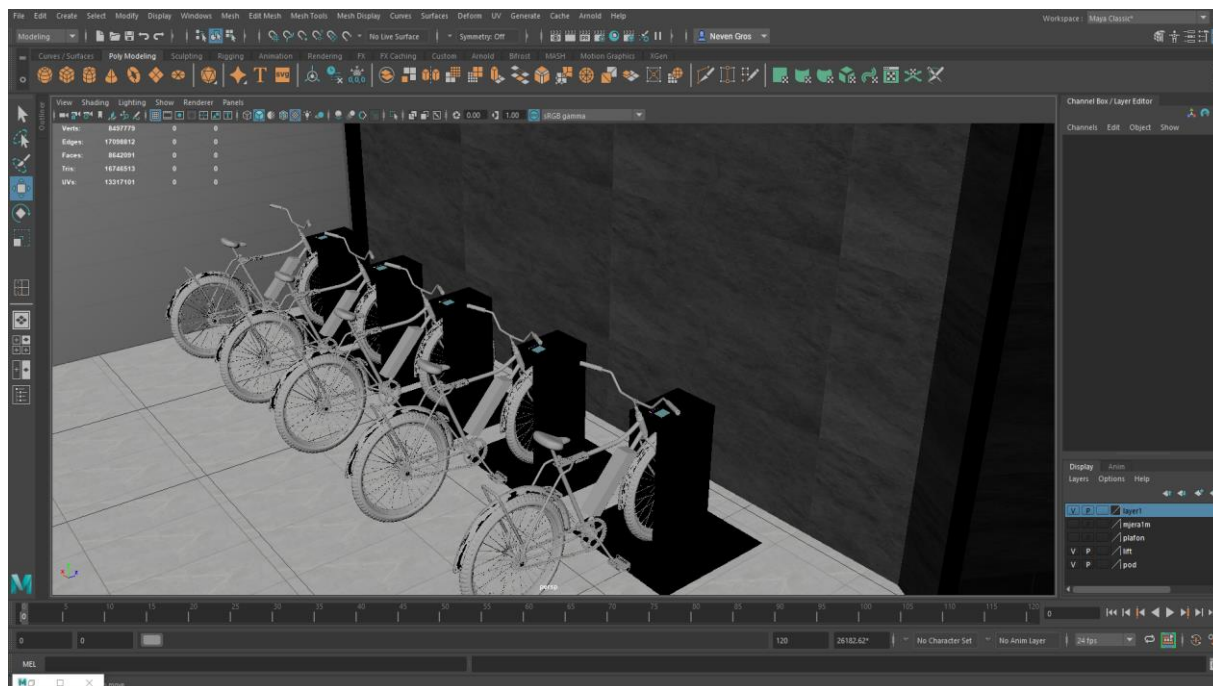 File Edit Create Select Modify Display Windows Mesh Edit Mesh Mesh Tools Mesh Display Curves Surfaces Deform UV Generate Cache Arnold Help
Workspace : Maya Classic*
Modeling
No Live Surface
Symmetry: Off
Neven Gros
Curves / Surfaces Poly Modeling Sculpting Rigging Animation Rendering FX FX Caching Custom Arnold Bifrost MASH Motion Graphics XGen
T
SVG
View Shading Lighting Show Renderer Panels
Channel Box / Layer Editor
Outliner
0.00 1.00 sRGB gamma
Channels Edit Object Show
Verts: 8437779 0 0
Edges: 17098812 0 0
Faces: 8642091 0 0
Tris: 16746513 0 0
UVs: 13317101 0 0
Display Anim
Layers Options Help
V P layer1
mjera1m
plafon
V P lift
V P pod
persp
M
5 10 15 20 25 30 35 40 45 50 55 60 65 70 75 80 85 90 95 100 105 110 115 120
0 0
0 0 120 26182.62* No Character Set No Anim Layer 24 fps
MEL
M
move